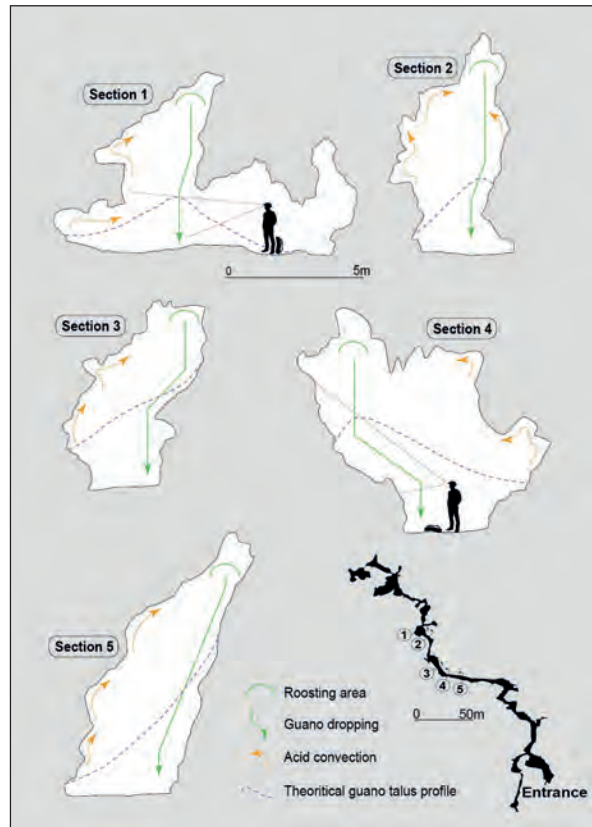 Section 1
Section 2
0 5m
Section 3
Section 4
Section 5
1
2
3
4
5
0 50m
Entrance
Roosting area
Guano dropping
Acid convection
Theoritical guano talus profile